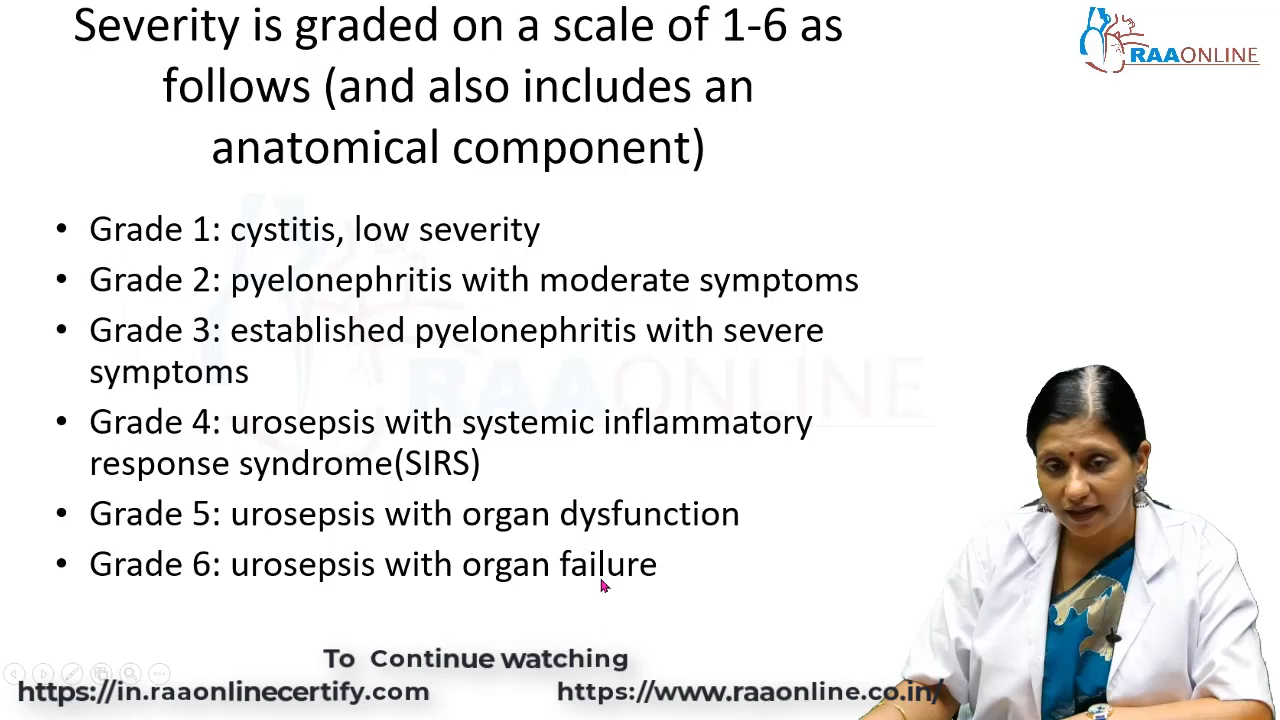 Severity is graded on a scale of 1-6 as
follows (and also includes an
anatomical component)
RAAONLINE
• Grade 1: cystitis, low severity
• Grade 2: pyelonephritis with moderate symptoms
• Grade 3: established pyelonephritis with severe
symptoms
RAAONLINE
• Grade 4: urosepsis with systemic inflammatory
response syndrome(SIRS)
• Grade 5: urosepsis with organ dysfunction
• Grade 6: urosepsis with organ failure
To Continue watching
https://in.raaonlinecertify.com
https://www.raaonline.co.in/